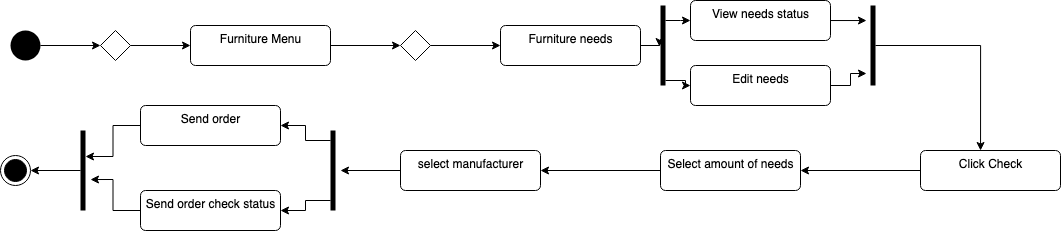 Furniture Menu
Furniture needs
View needs status
Edit needs
Click Check
Select amount of needs
select manufacturer
Send order
Send order check status